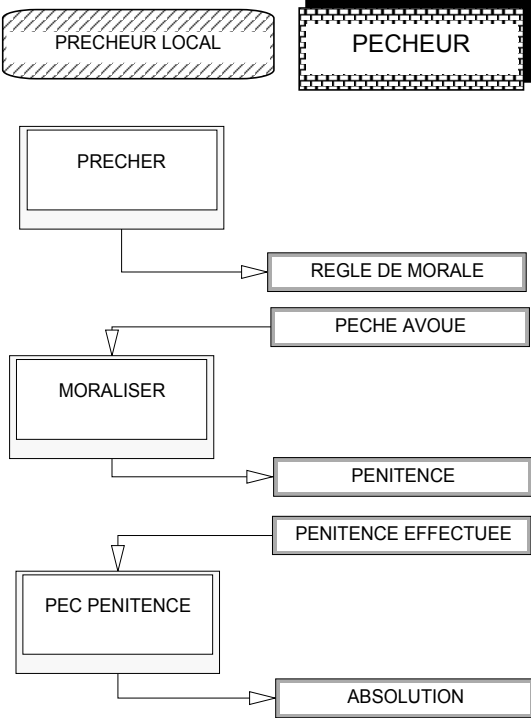 PRECHEUR LOCAL
PECHEUR
PRECHER
REGLE DE MORALE
PECHE AVOUE
MORALISER
PENITENCE
PENITENCE EFFECTUEE
PEC PENITENCE
ABSOLUTION